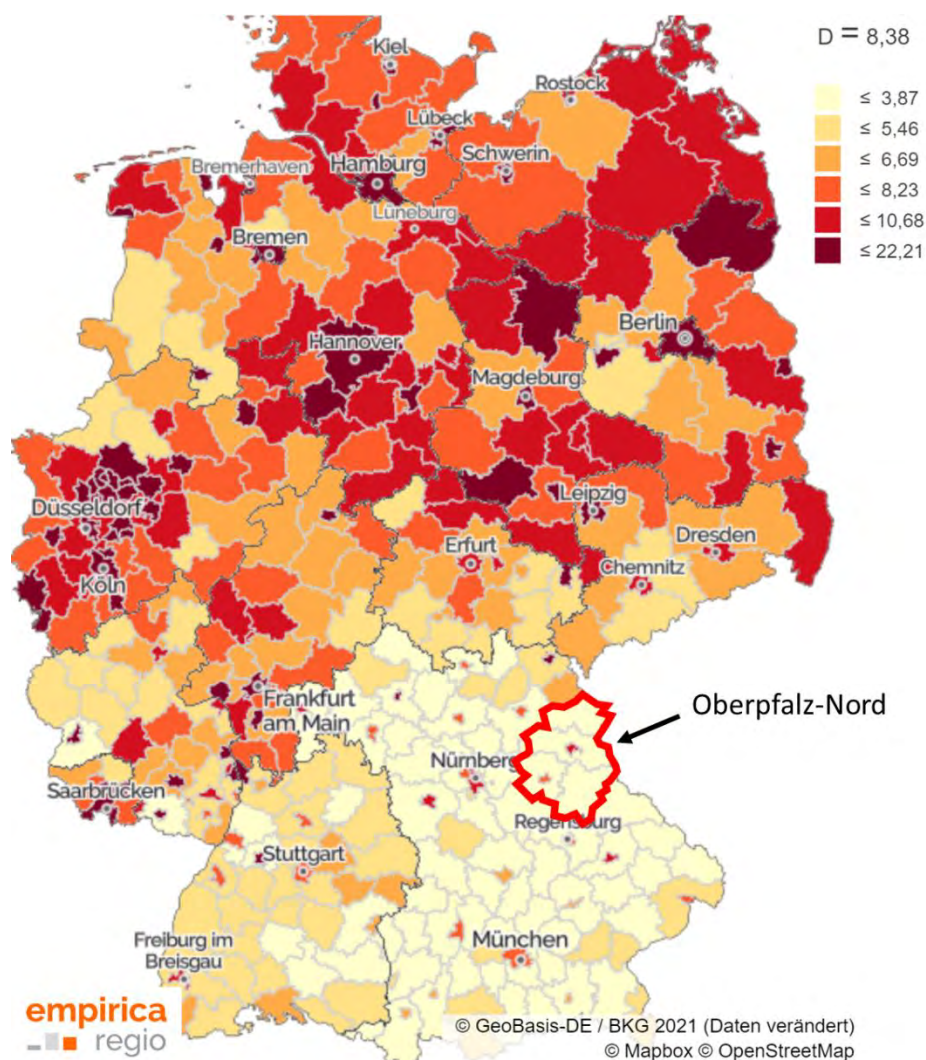 D = 8,38
≤ 3,87
≤ 5,46
≤ 6,69
≤ 8,23
≤ 10,68
≤ 22,21
Kiel
Rostock
Lübeck
Schwerin
Bremerhaven
Hamburg
Lüneburg
Bremen
Berlin
Hannover
Magdeburg
Düsseldorf
Leipzig
Köln
Erfurt
Dresden
Chemnitz
Frankfurt
am Main
Oberpfalz-Nord
Nürnberg
Saarbrücken
Regensburg
Stuttgart
Freiburg im
Breisgau
München
empirica
regio
© GeoBasis-DE / BKG 2021 (Daten verändert)
© Mapbox © OpenStreetMap